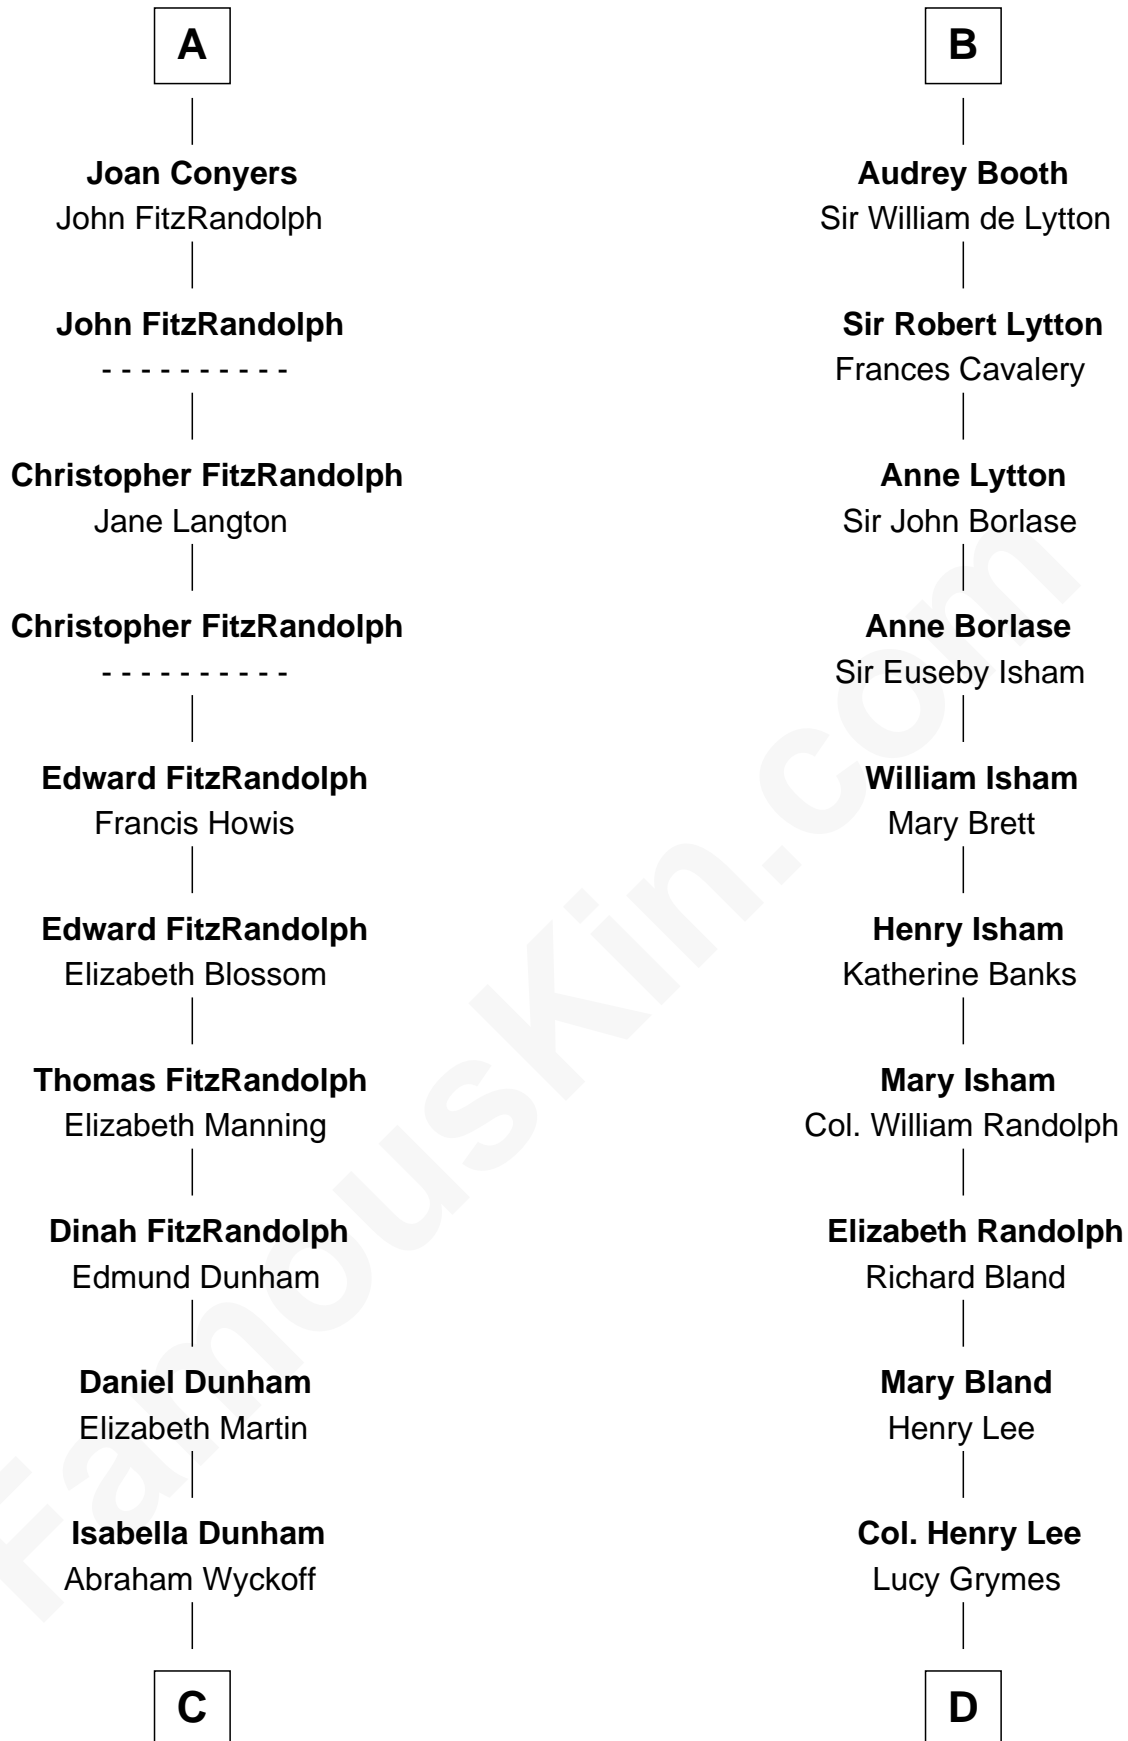 A
Joan Conyers
John FitzRandolph
John FitzRandolph
- - - - - - - - - -
Christopher FitzRandolph
Jane Langton
Christopher FitzRandolph
- - - - - - - - - -
Edward FitzRandolph
Francis Howis
Edward FitzRandolph
Elizabeth Blossom
Thomas FitzRandolph
Elizabeth Manning
Dinah FitzRandolph
Edmund Dunham
Daniel Dunham
Elizabeth Martin
Isabella Dunham
Abraham Wyckoff
C
B
Audrey Booth
Sir William de Lytton
Sir Robert Lytton
Frances Cavalery
Anne Lytton
Sir John Borlase
Anne Borlase
Sir Euseby Isham
William Isham
Mary Brett
Henry Isham
Katherine Banks
Mary Isham
Col. William Randolph
Elizabeth Randolph
Richard Bland
Mary Bland
Henry Lee
Col. Henry Lee
Lucy Grymes
D
FamousKin.com